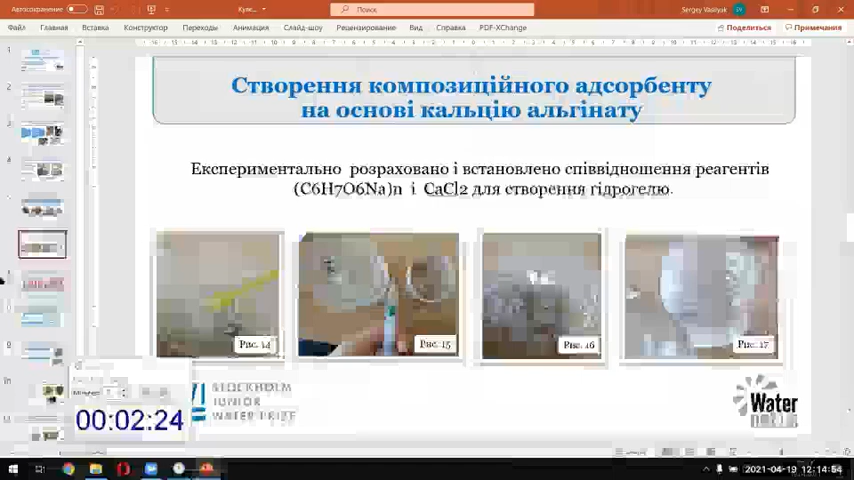 Автосохранение
Поиск
Sergey Vasilyuk
Файл Главная Вставка Конструктор Переходы Анимация Слайд-шоу Рецензирование Вид Справка PDF-XChange
Поделиться Примечания
Створення композиційного адсорбенту
на основі кальцію альгінату
Експериментально розраховано і встановлено співвідношення реагентів
(C6H7O6Na)n і CaCl2 для створення гідрогелю.
Рис. 14 Рис. 15 Рис. 16 Рис. 17
STOCKHOLM
JUNIOR
WATER PRIZE
Water
00:02:24
2021-04-19 12:14:54